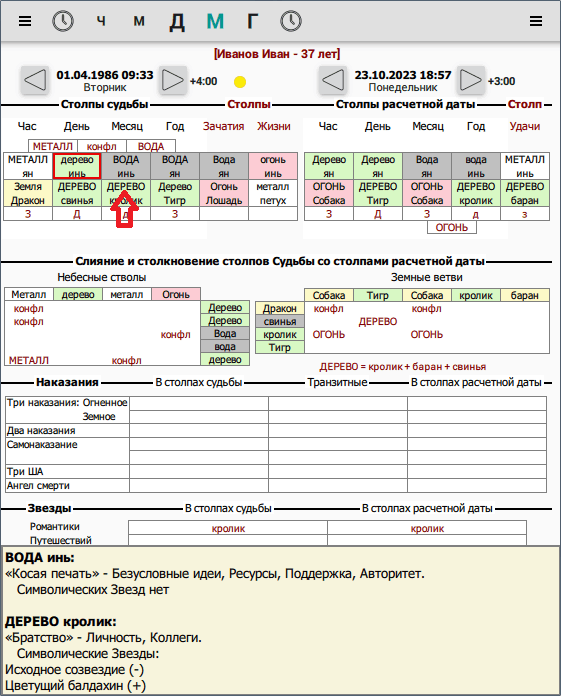 ч м Д М Г
[Иванов Иван - 37 лет]
01.04.1986 09:33 +4:00 23.10.2023 18:57 +3:00
Вторник Понедельник
Столпы судьбы Столпы Столпы расчетной даты Столп
Час День Месяц Год Зачатия Жизни Час День Месяц Год Удачи
МЕТАЛЛ конфл ВОДА
МЕТАЛЛ дерево ВОДА ВОДА Вода огонь Дерево Дерево Вода вода МЕТАЛЛ
ян инь инь ян ян инь ян ян ян инь ян
Земля ДЕРЕВО ДЕРЕВО Дерево Огонь металл ОГОНЬ Дерево ОГОНЬ ДЕРЕВО ДЕРЕВО
Дракон свинья кролик Тигр Лошадь петух Собака Тигр Собака кролик баран
З Д д З З Д З д з
ОГОНЬ
Слияние и столкновение столпов Судьбы со столпами расчетной даты
Небесные стволы Земные ветви
Металл дерево металл Огонь Собака Тигр Собака кролик баран
конфл Дерево Дракон конфл конфл
конфл Дерево свинья ДЕРЕВО
конфл Вода кролик ОГОНЬ ОГОНЬ
вода Тигр
МЕТАЛЛ конфл дерево
ДЕРЕВО = кролик + баран + свинья
Наказания В столпах судьбы Транзитные В столпах расчетной даты
Три наказания: Огненное
Земное
Два наказания
Самонаказание
Три ША
Ангел смерти
Звезды В столпах судьбы В столпах расчетной даты
Романтики кролик кролик
Путешествий
ВОДА инь:
«Косая печать» - Безусловные идеи, Ресурсы, Поддержка, Авторитет.
Символических Звезд нет
ДЕРЕВО кролик:
«Братство» - Личность, Коллеги.
Символические Звезды:
Исходное созвездие (-)
Цветущий балдахин (+)